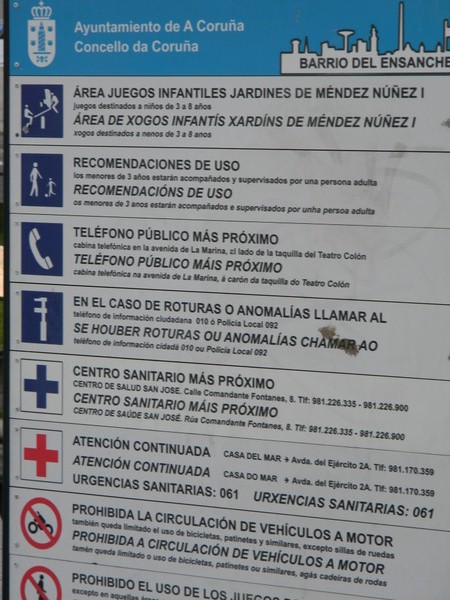 Ayuntamiento de A Coruña
Concello da Coruña
BARRIO DEL ENSANCHE
ÁREA JUEGOS INFANTILES JARDINES DE MÉNDEZ NÚÑEZ I
juegos destinados a niños de 3 a 8 años
ÁREA DE XOGOS INFANTÍS XARDÍNS DE MÉNDEZ NÚÑEZ I
xogos destinados a nenos de 3 a 8 anos
RECOMENDACIONES DE USO
los menores de 3 años estarán acompañados y supervisados por una persona adulta
RECOMENDACIÓNS DE USO
os menores de 3 anos estarán acompañados e supervisados por unha persoa adulta
TELÉFONO PÚBLICO MÁS PRÓXIMO
cabina telefónica en la avenida de La Marina, cl lado de la taquilla del Teatro Colón
TELÉFONO PÚBLICO MÁIS PRÓXIMO
cabina telefónica na avenida de La Marina, á carón da taquilla do Teatro Colón
EN EL CASO DE ROTURAS O ANOMALÍAS LLAMAR AL
teléfono de información ciudadana 010 ó Policía Local 092
SE HOUBER ROTURAS OU ANOMALÍAS CHAMAR AO
teléfono de información cidadá 010 ou Policía Local 092
CENTRO SANITARIO MÁS PRÓXIMO
CENTRO DE SALUD SAN JOSE. Calle Comandante Fontanes, 8. Tlf: 981.226.335 - 981.226.900
CENTRO SANITARIO MÁIS PRÓXIMO
CENTRO DE SAÚDE SAN JOSÉ. Rúa Comandante Fontanes, 8. Tlf: 981.226.335 - 981.226.900
ATENCIÓN CONTINUADA CASA DEL MAR → Avda. del Ejército 2A. Tlf: 981.170.359
ATENCIÓN CONTINUADA CASA DO MAR → Avda. del Ejército 2A. Tlf: 981.170.359
URGENCIAS SANITARIAS: 061 URXENCIAS SANITARIAS: 061
PROHIBIDA LA CIRCULACIÓN DE VEHÍCULOS A MOTOR
también queda limitado el uso de bicicletas, patinetes y similares, excepto sillas de ruedas
PROHIBIDA A CIRCULACIÓN DE VEHÍCULOS A MOTOR
tamén queda limitado o uso de bicicletas, patinetes ou similares, agás cadeiras de rodas
PROHIBIDO EL USO DE LOS JUEGOS
excepto en aquellas